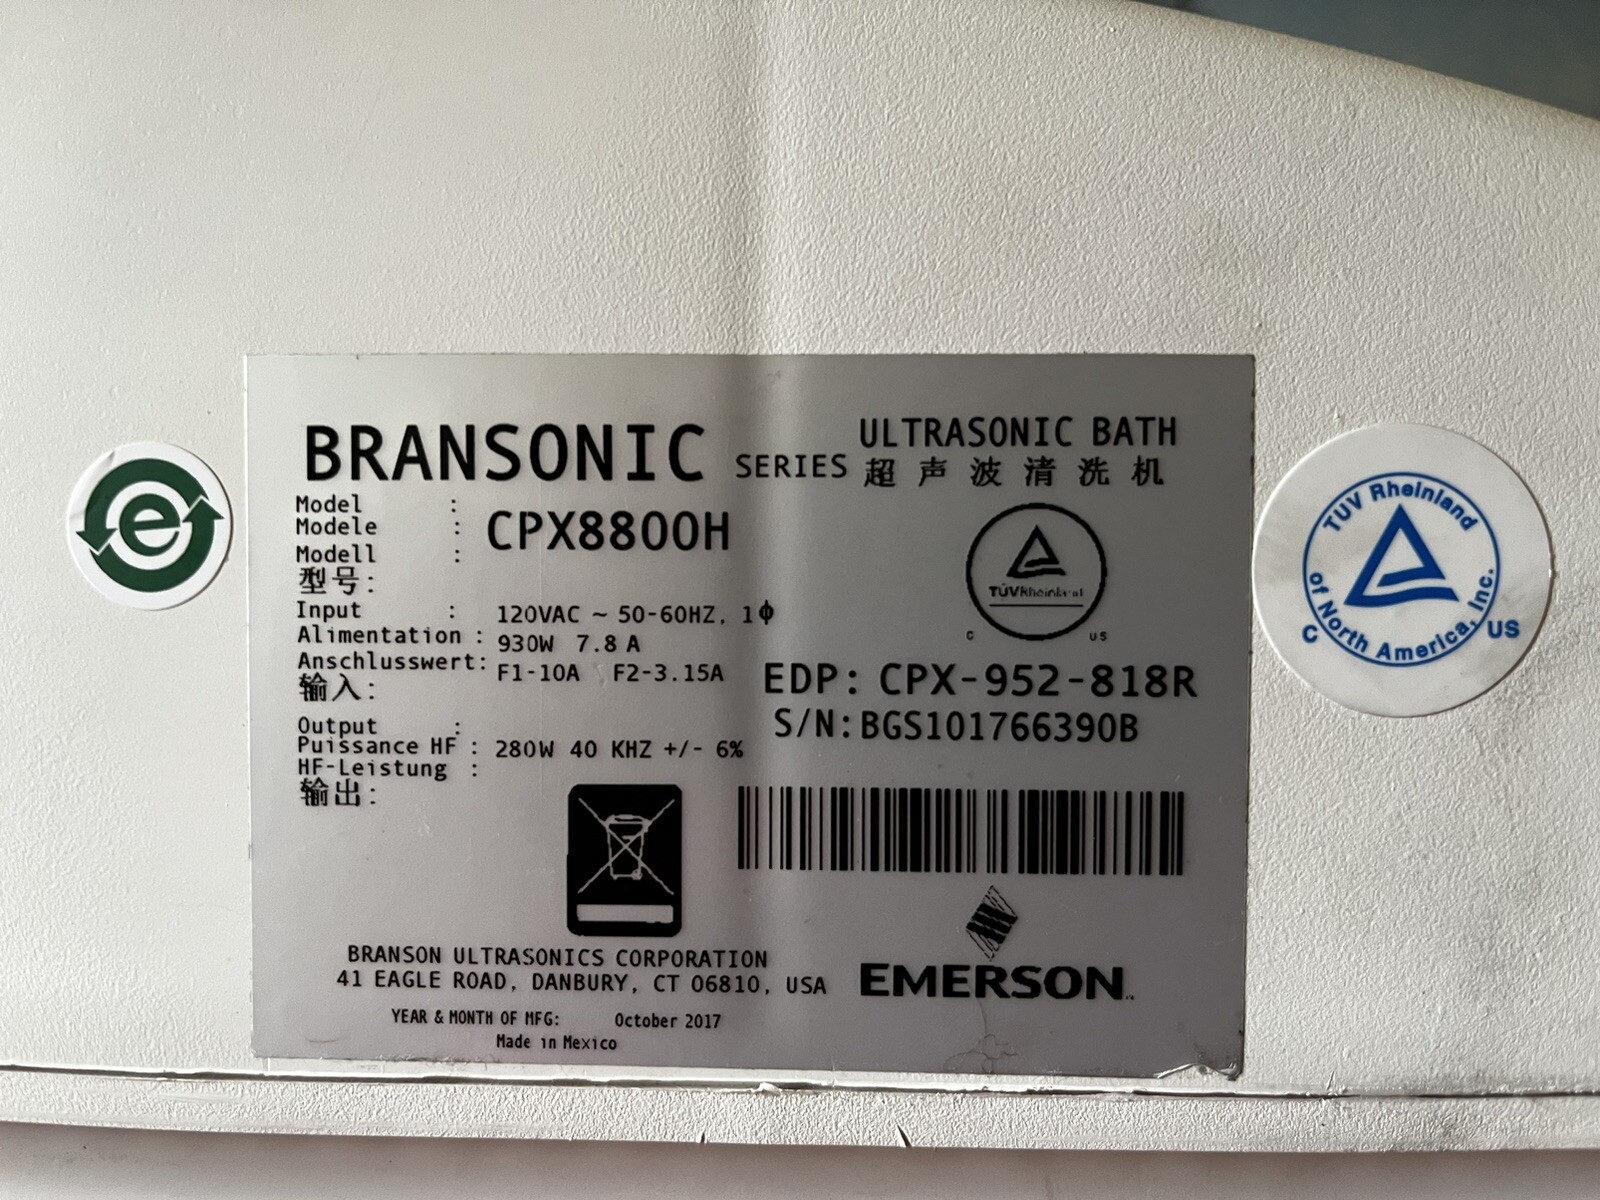 BRANSONIC SERIES
ULTRASONIC BATH
超声波清洗机
Model :
Modele :
Modell :
型号:
CPX8800H
Input :
Alimentation :
Anschlusswert:
输入:
120VAC ~ 50-60HZ, 1ϕ
930W 7.8 A
F1-10A F2-3.15A
Output :
Puissance HF :
HF-Leistung :
输出:
280W 40 KHZ +/- 6%
TÜVRheinland
C US
EDP: CPX-952-818R
S/N:BGS101766390B
BRANSON ULTRASONICS CORPORATION
41 EAGLE ROAD, DANBURY, CT 06810, USA
EMERSON
YEAR & MONTH OF MFG: October 2017
Made in Mexico
e
TUV Rheinland
of North America, Inc.
C US